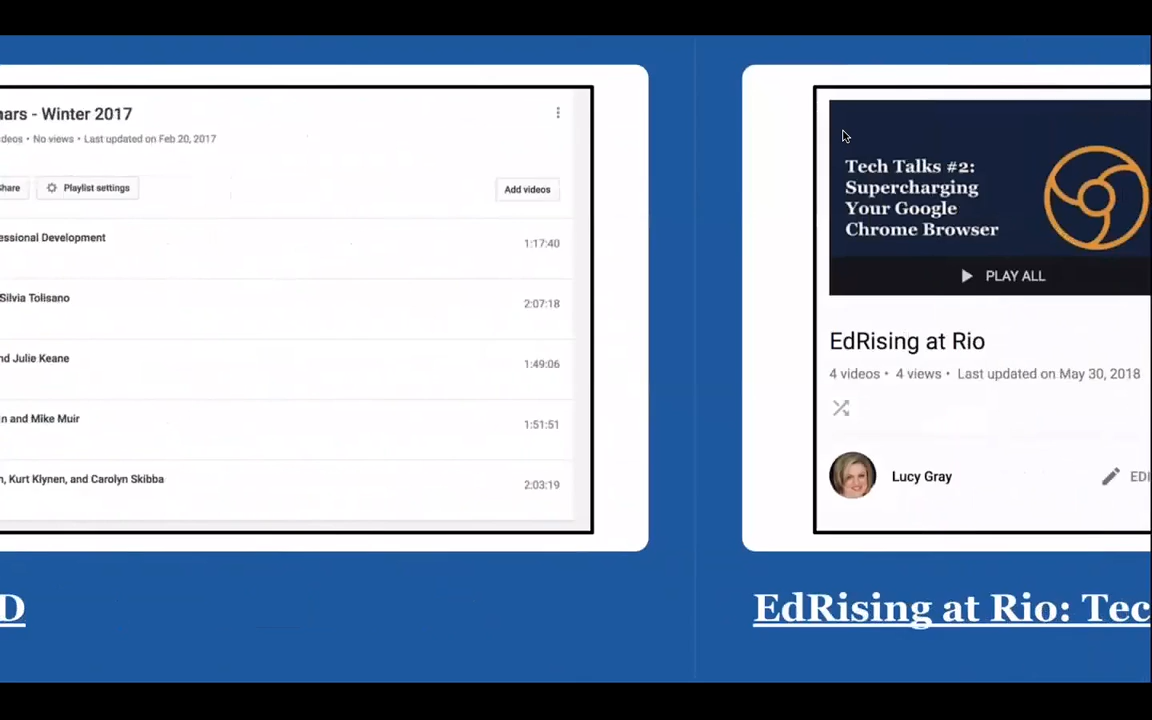 ars - Winter 2017
deos • No views • Last updated on Feb 20, 2017
Share
Playlist settings
Add videos
essional Development
1:17:40
Silvia Tolisano
2:07:18
nd Julie Keane
1:49:06
n and Mike Muir
1:51:51
n, Kurt Klynen, and Carolyn Skibba
2:03:19
D
Tech Talks #2:
Supercharging
Your Google
Chrome Browser
PLAY ALL
EdRising at Rio
4 videos • 4 views • Last updated on May 30, 2018
Lucy Gray
EDI
EdRising at Rio: Tec